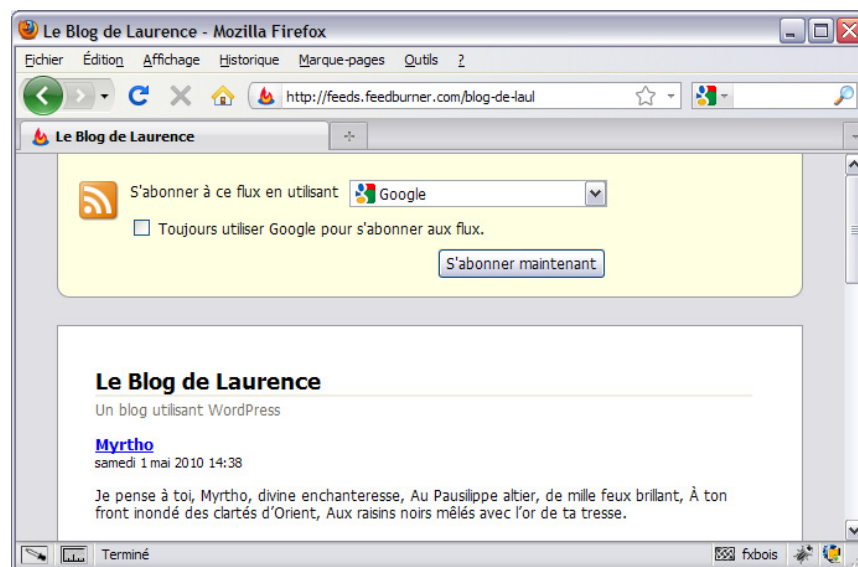 Le Blog de Laurence - Mozilla Firefox
Fichier Édition Affichage Historique Marque-pages Outils ?
http://feeds.feedburner.com/blog-de-laul
Le Blog de Laurence
S'abonner à ce flux en utilisant Google
Toujours utiliser Google pour s'abonner aux flux.
S'abonner maintenant
Le Blog de Laurence
Un blog utilisant WordPress
Myrtho
samedi 1 mai 2010 14:38
Je pense à toi, Myrtho, divine enchanteresse, Au Pausilippe altier, de mille feux brillant, À ton
front inondé des clartés d’Orient, Aux raisins noirs mêlés avec l’or de ta tresse.
Terminé fxbois